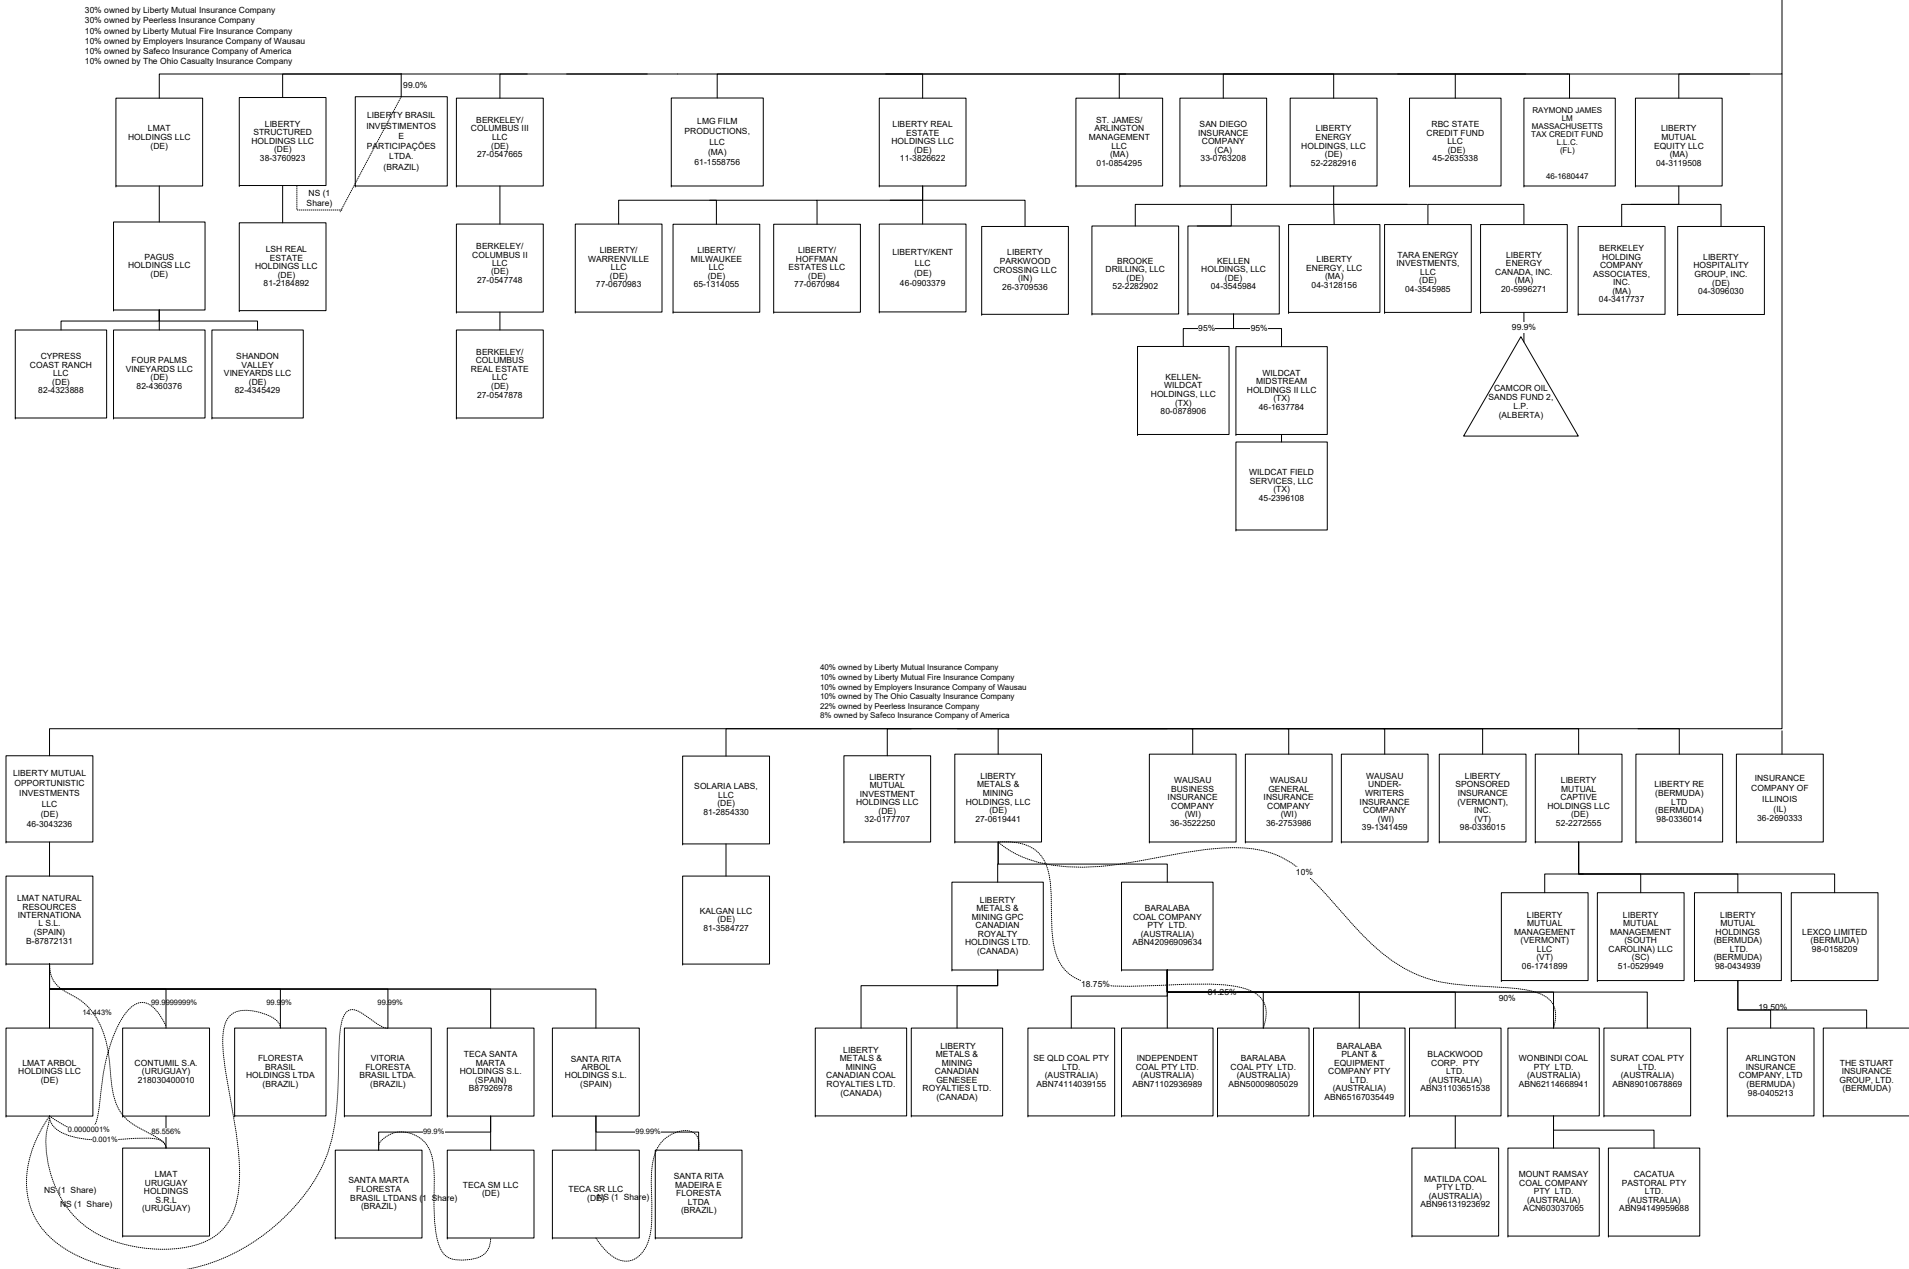 30% owned by Liberty Mutual Insurance Company
30% owned by Peerless Insurance Company
10% owned by Liberty Mutual Fire Insurance Company
10% owned by Employers Insurance Company of Wausau
10% owned by Safeco Insurance Company of America
10% owned by The Ohio Casualty Insurance Company
99.0%
LMAT
HOLDINGS LLC
(DE)
LIBERTY
STRUCTURED
HOLDINGS LLC
(DE)
38-3760923
LIBERTY BRASIL
INVESTIMENTOS
E
PARTICIPAÇÕES
LTDA.
(BRAZIL)
BERKELEY/
COLUMBUS III
LLC
(DE)
27-0547665
LMG FILM
PRODUCTIONS,
LLC
(MA)
61-1558756
LIBERTY REAL
ESTATE
HOLDINGS LLC
(DE)
11-3826622
ST. JAMES/
ARLINGTON
MANAGEMENT
LLC
(MA)
01-0854295
SAN DIEGO
INSURANCE
COMPANY
(CA)
33-0763208
LIBERTY
ENERGY
HOLDINGS, LLC
(DE)
52-2282916
RBC STATE
CREDIT FUND
LLC
(DE)
45-2635338
RAYMOND JAMES
LM
MASSACHUSETTS
TAX CREDIT FUND
L.L.C.
(FL)
46-1680447
LIBERTY
MUTUAL
EQUITY LLC
(MA)
04-3119508
NS (1
Share)
PAGUS
HOLDINGS LLC
(DE)
LSH REAL
ESTATE
HOLDINGS LLC
(DE)
81-2184892
BERKELEY/
COLUMBUS II
LLC
(DE)
27-0547748
LIBERTY/
WARRENVILLE
LLC
(DE)
77-0670983
LIBERTY/
MILWAUKEE
LLC
(DE)
65-1314055
LIBERTY/
HOFFMAN
ESTATES LLC
(DE)
77-0670984
LIBERTY/KENT
LLC
(DE)
46-0903379
LIBERTY
PARKWOOD
CROSSING LLC
(IN)
26-3709536
BROOKE
DRILLING, LLC
(DE)
52-2282902
KELLEN
HOLDINGS, LLC
(DE)
04-3545984
LIBERTY
ENERGY, LLC
(MA)
04-3128156
TARA ENERGY
INVESTMENTS,
LLC
(DE)
04-3545985
LIBERTY
ENERGY
CANADA, INC.
(MA)
20-5996271
BERKELEY
HOLDING
COMPANY
ASSOCIATES,
INC.
(MA)
04-3417737
LIBERTY
HOSPITALITY
GROUP, INC.
(DE)
04-3096030
95%
95%
99.9%
CYPRESS
COAST RANCH
LLC
(DE)
82-4323888
FOUR PALMS
VINEYARDS LLC
(DE)
82-4360376
SHANDON
VALLEY
VINEYARDS LLC
(DE)
82-4345429
BERKELEY/
COLUMBUS
REAL ESTATE LLC
(DE)
27-0547878
KELLEN-
WILDCAT
HOLDINGS, LLC
(TX)
80-0878906
WILDCAT
MIDSTREAM
HOLDINGS II LLC
(TX)
46-1637784
CAMCOR OIL
SANDS FUND 2,
L.P.
(ALBERTA)
WILDCAT FIELD
SERVICES, LLC
(TX)
45-2396108
40% owned by Liberty Mutual Insurance Company
10% owned by Liberty Mutual Fire Insurance Company
10% owned by Employers Insurance Company of Wausau
10% owned by The Ohio Casualty Insurance Company
22% owned by Peerless Insurance Company
8% owned by Safeco Insurance Company of America
LIBERTY MUTUAL
OPPORTUNISTIC
INVESTMENTS
LLC
(DE)
46-3043236
SOLARIA LABS,
LLC
(DE)
81-2854330
LIBERTY
MUTUAL
INVESTMENT
HOLDINGS LLC
(DE)
32-0177707
LIBERTY
METALS &
MINING
HOLDINGS, LLC
(DE)
27-0619441
WAUSAU
BUSINESS
INSURANCE
COMPANY
(WI)
36-3522250
WAUSAU
GENERAL
INSURANCE
COMPANY
(WI)
36-2753986
WAUSAU
UNDER-
WRITERS
INSURANCE
COMPANY
(WI)
39-1341459
LIBERTY
SPONSORED
INSURANCE
(VERMONT),
INC.
(VT)
98-0336015
LIBERTY
MUTUAL
CAPTIVE
HOLDINGS LLC
(DE)
52-2272555
LIBERTY RE
(BERMUDA)
LTD
(BERMUDA)
98-0336014
INSURANCE
COMPANY OF
ILLINOIS
(IL)
36-2690333
10%
LMAT NATURAL
RESOURCES
INTERNATIONA
L S.L.
(SPAIN)
B-87872131
KALGAN LLC
(DE)
81-3584727
LIBERTY
METALS &
MINING GPC
CANADIAN
ROYALTY
HOLDINGS LTD.
(CANADA)
BARALABA
COAL COMPANY
PTY LTD.
(AUSTRALIA)
ABN42096909634
LIBERTY
MUTUAL
MANAGEMENT
(VERMONT)
LLC
(VT)
06-1741899
LIBERTY
MUTUAL
MANAGEMENT
(SOUTH
CAROLINA) LLC
(SC)
51-0529949
LIBERTY
MUTUAL
HOLDINGS
(BERMUDA)
LTD.
(BERMUDA)
98-0434939
LEXCO LIMITED
(BERMUDA)
98-0158209
14.443%
99.9999999%
99.99%
99.99%
18.75%
81.25%
90%
19.50%
LMAT ARBOL
HOLDINGS LLC
(DE)
CONTUMIL S.A.
(URUGUAY)
218030400010
FLORESTA
BRASIL
HOLDINGS LTDA
(BRAZIL)
VITORIA
FLORESTA
BRASIL LTDA.
(BRAZIL)
TECA SANTA
MARTA
HOLDINGS S.L.
(SPAIN)
B87926978
SANTA RITA
ARBOL
HOLDINGS S.L.
(SPAIN)
LIBERTY
METALS &
MINING
CANADIAN COAL
ROYALTIES LTD.
(CANADA)
LIBERTY
METALS &
MINING
CANADIAN
GENESEE
ROYALTIES LTD.
(CANADA)
SE QLD COAL PTY
LTD.
(AUSTRALIA)
ABN74114039155
INDEPENDENT
COAL PTY LTD.
(AUSTRALIA)
ABN71102936989
BARALABA
COAL PTY LTD.
(AUSTRALIA)
ABN50009805029
BARALABA
PLANT &
EQUIPMENT
COMPANY PTY
LTD.
(AUSTRALIA)
ABN65167035449
BLACKWOOD
CORP. PTY
LTD.
(AUSTRALIA)
ABN31103651538
WONBINDI COAL
PTY LTD.
(AUSTRALIA)
ABN62114668941
SURAT COAL PTY
LTD.
(AUSTRALIA)
ABN89010678869
ARLINGTON
INSURANCE
COMPANY, LTD
(BERMUDA)
98-0405213
THE STUART
INSURANCE
GROUP, LTD.
(BERMUDA)
0.0000001%
0.001%
85.556%
99.9%
99.99%
LMAT
URUGUAY
HOLDINGS
S.R.L
(URUGUAY)
NS (1 Share)
NS (1 Share)
SANTA MARTA
FLORESTA
BRASIL LTDA
(BRAZIL)
NS (1 Share)
TECA SM LLC
(DE)
TECA SR LLC
(DE)
NS (1 Share)
SANTA RITA
MADEIRA E
FLORESTA
LTDA
(BRAZIL)
MATILDA COAL
PTY LTD.
(AUSTRALIA)
ABN96131923692
MOUNT RAMSAY
COAL COMPANY
PTY LTD.
(AUSTRALIA)
ACN603037065
CACATUA
PASTORAL PTY
LTD.
(AUSTRALIA)
ABN94149959688